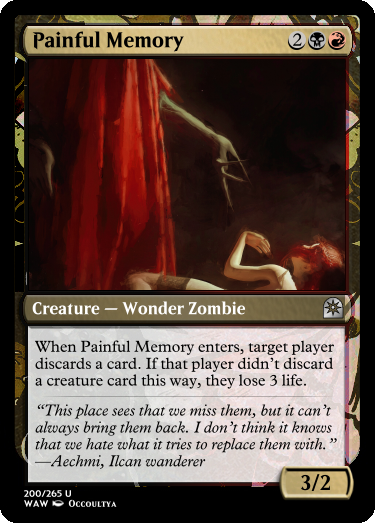 Painful Memory 2
Creature — Wonder Zombie
When Painful Memory enters, target player
discards a card. If that player didn't discard
a creature card this way, they lose 3 life.
“This place sees that we miss them, but it can't
always bring them back. I don't think it knows
that we hate what it tries to replace them with.”
—Aechmi, Ilcan wanderer
3/2
200/265 U
WAW Occoultya